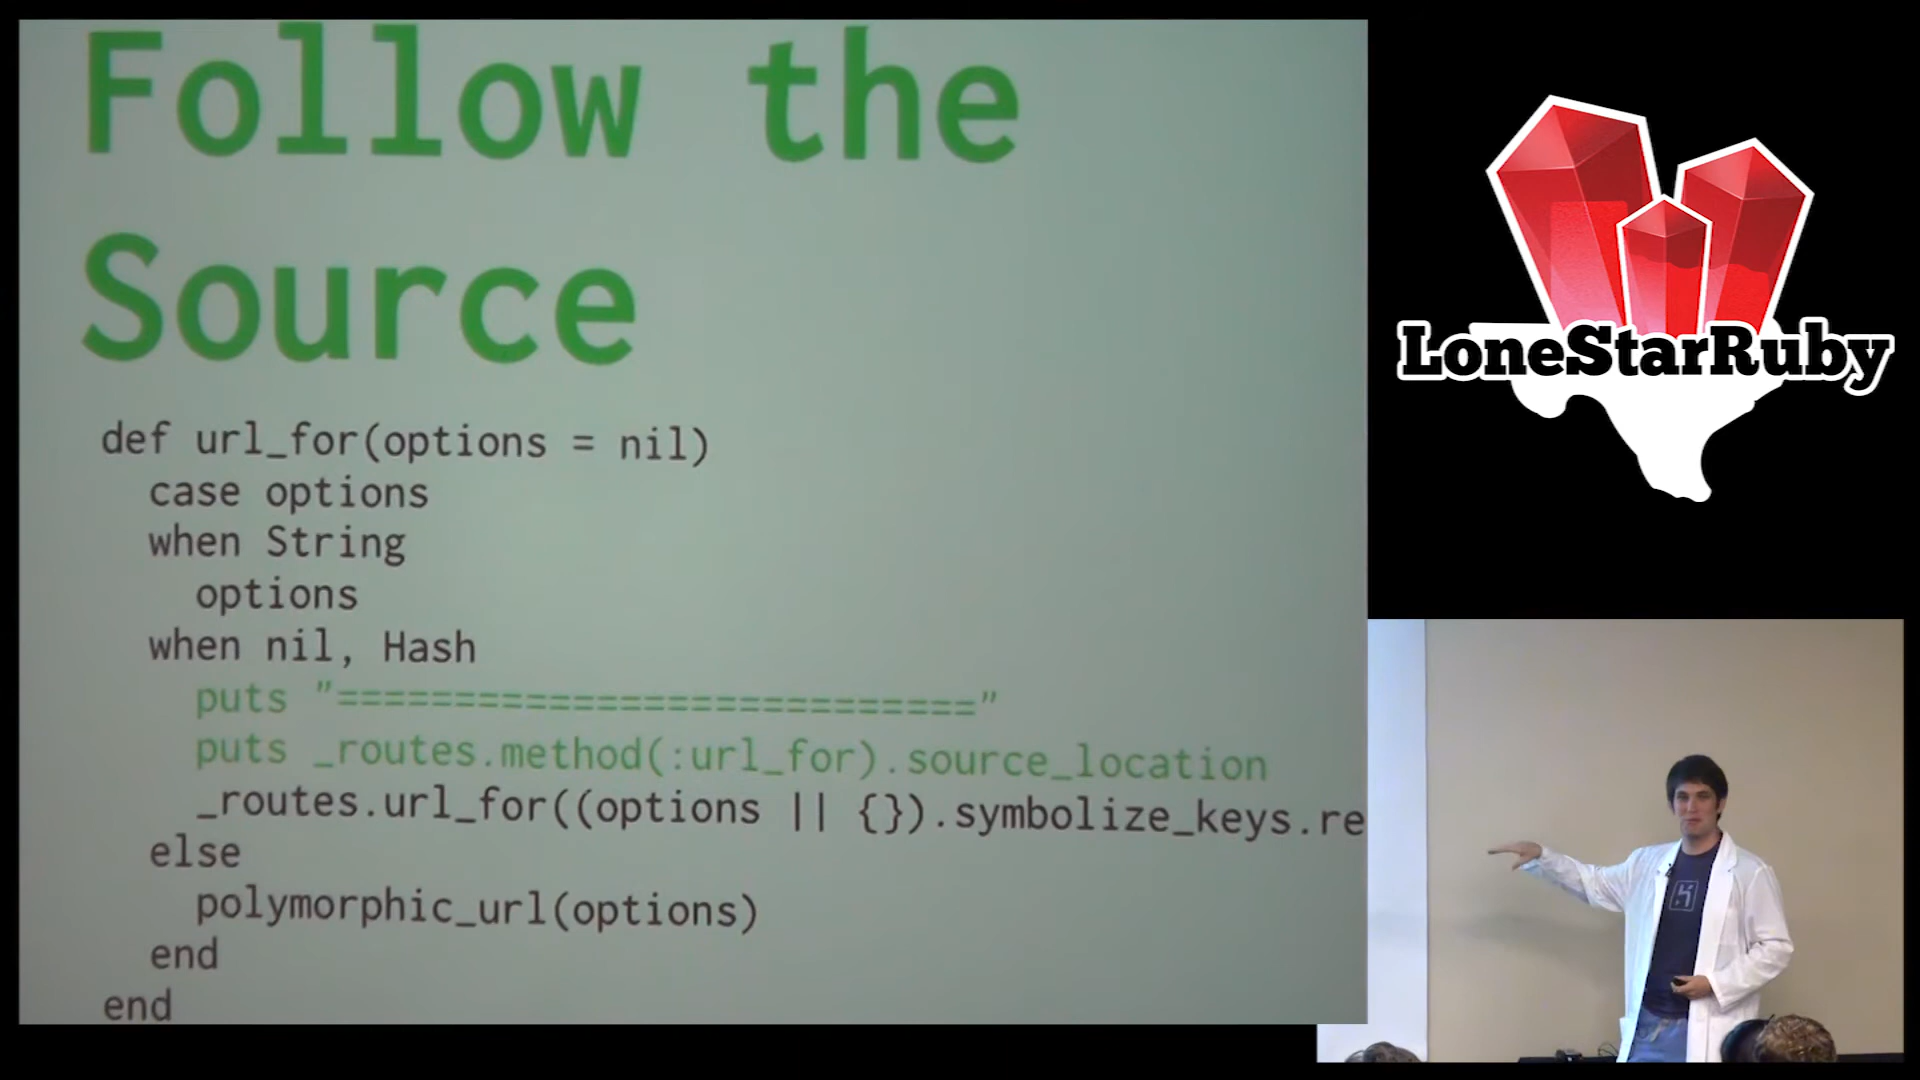 Follow the
Source
def url_for(options = nil)
  case options
  when String
    options
  when nil, Hash
    puts "==========================="
    puts _routes.method(:url_for).source_location
    _routes.url_for((options || {}).symbolize_keys.re
  else
    polymorphic_url(options)
  end
end
LoneStarRuby